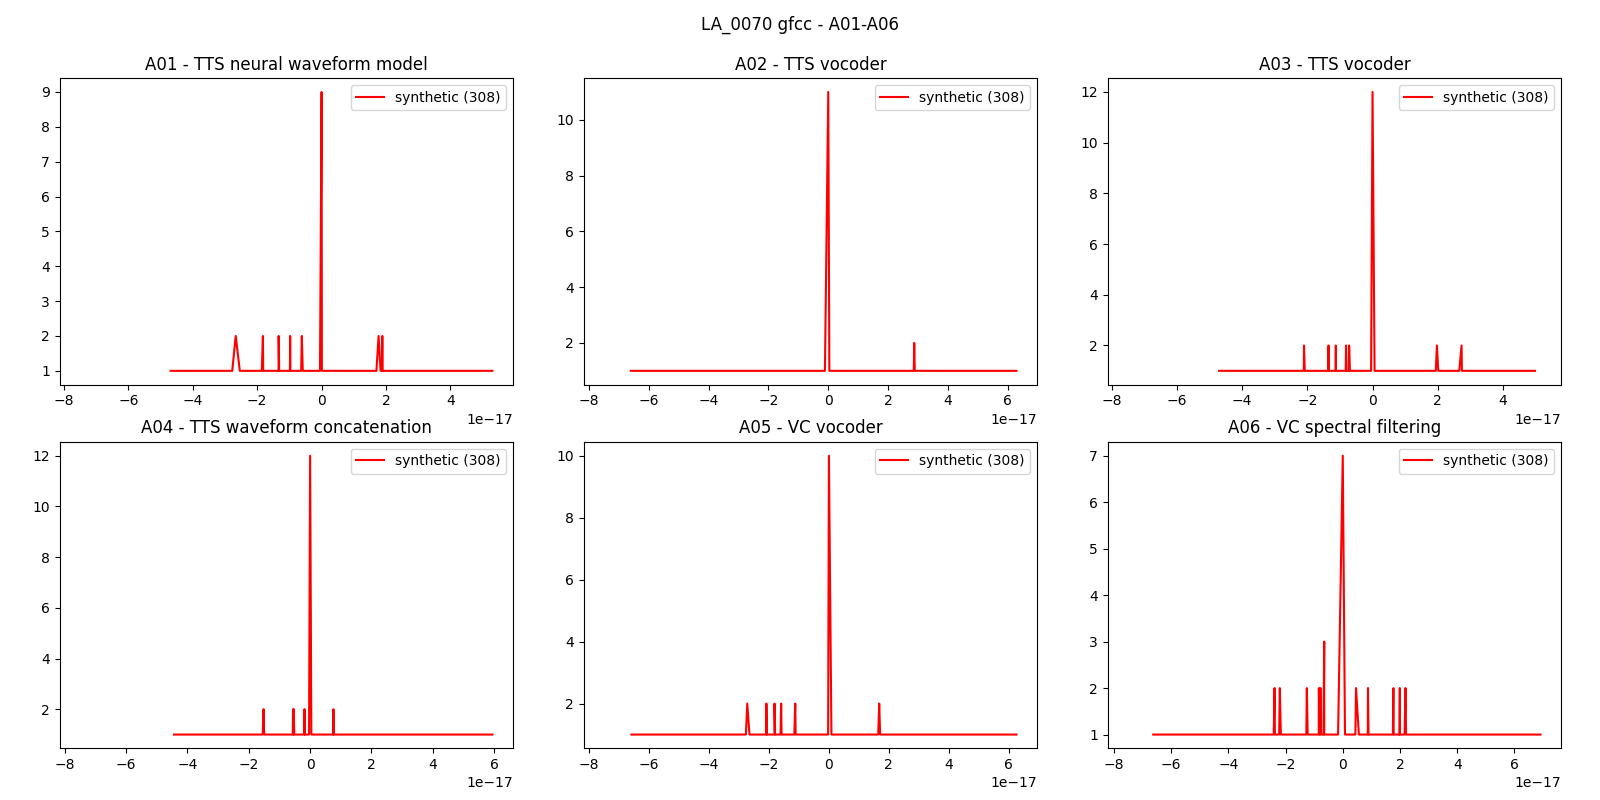 LA_0070 gfcc - A01-A06
A01 - TTS neural waveform model
synthetic (308)
9
8
7
6
5
4
3
2
1
−8 −6 −4 −2 0 2 4
1e−17
A02 - TTS vocoder
synthetic (308)
10
8
6
4
2
−8 −6 −4 −2 0 2 4 6
1e−17
A03 - TTS vocoder
synthetic (308)
12
10
8
6
4
2
−8 −6 −4 −2 0 2 4
1e−17
A04 - TTS waveform concatenation
synthetic (308)
12
10
8
6
4
2
−8 −6 −4 −2 0 2 4 6
1e−17
A05 - VC vocoder
synthetic (308)
10
8
6
4
2
−8 −6 −4 −2 0 2 4 6
1e−17
A06 - VC spectral filtering
synthetic (308)
7
6
5
4
3
2
1
−8 −6 −4 −2 0 2 4 6
1e−17